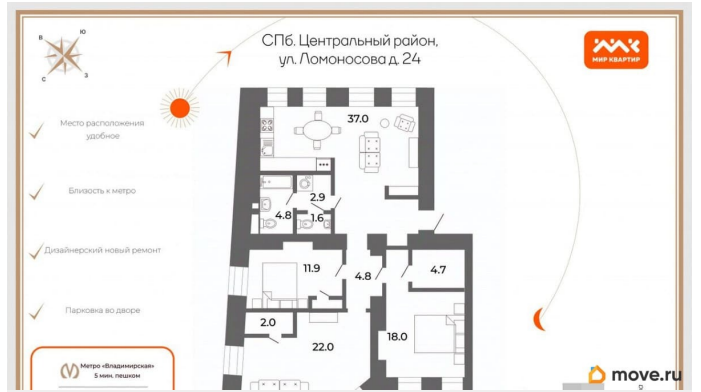 СПб. Центральный район,
ул. Ломоносова д. 24
МИР КВАРТИР
В
Ю
С
З
Место расположения
удобное
Близость к метро
Дизайнерский новый ремонт
Парковка во дворе
Метро «Владимирская»
5 мин. пешком
37.0
2.9
4.8
1.6
11.9
4.8
4.7
2.0
22.0
18.0
move.ru